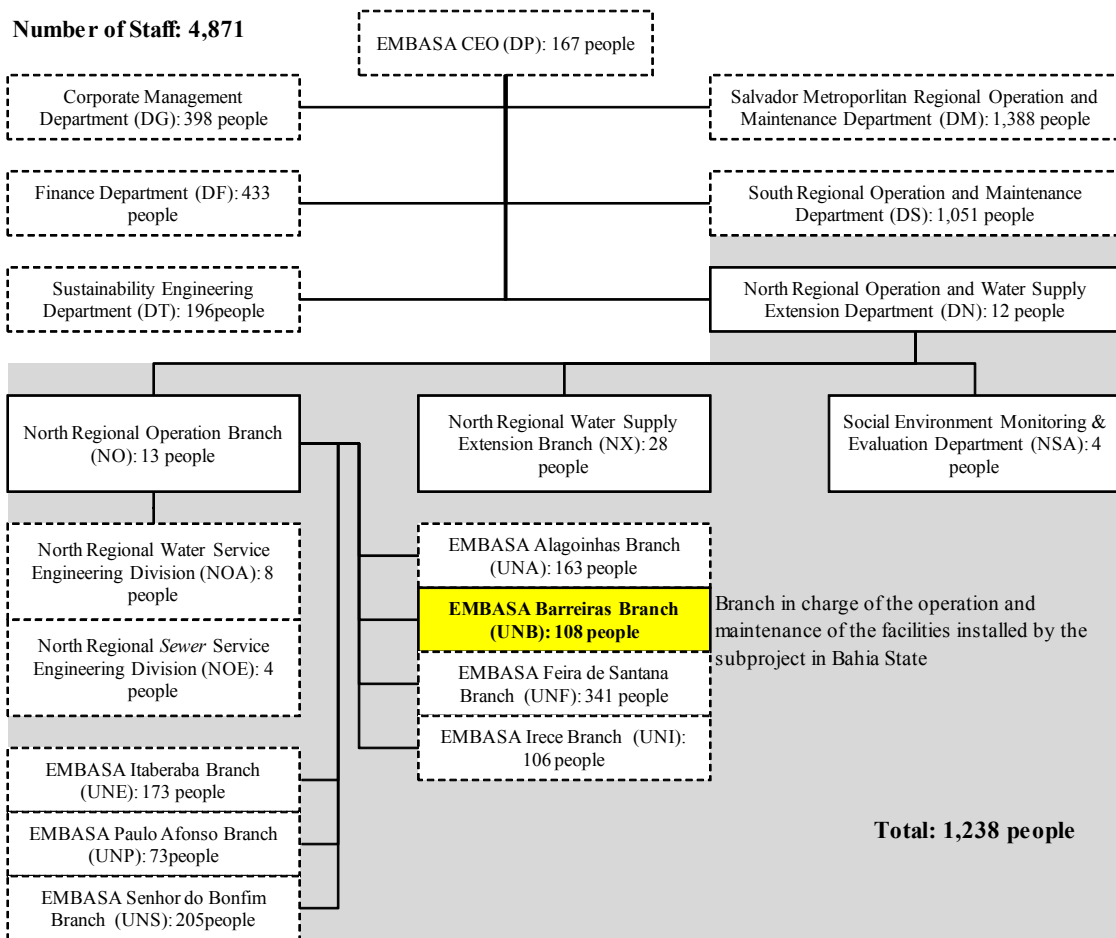 Number of Staff: 4,871
EMBASA CEO (DP): 167 people
Corporate Management
Department (DG): 398 people
Salvador Metroporlitan Regional Operation and
Maintenance Department (DM): 1,388 people
Finance Department (DF): 433
people
South Regional Operation and Maintenance
Department (DS): 1,051 people
Sustainability Engineering
Department (DT): 196people
North Regional Operation and Water Supply
Extension Department (DN): 12 people
North Regional Operation Branch
(NO): 13 people
North Regional Water Supply
Extension Branch (NX): 28
people
Social Environment Monitoring &
Evaluation Department (NSA): 4
people
North Regional Water Service
Engineering Division (NOA): 8
people
North Regional Sewer Service
Engineering Division (NOE): 4
people
EMBASA Alagoinhas Branch
(UNA): 163 people
EMBASA Barreiras Branch
(UNB): 108 people
Branch in charge of the operation and
maintenance of the facilities installed by the
subproject in Bahia State
EMBASA Feira de Santana
Branch (UNF): 341 people
EMBASA Irece Branch (UNI):
106 people
EMBASA Itaberaba Branch
(UNE): 173 people
EMBASA Paulo Afonso Branch
(UNP): 73people
EMBASA Senhor do Bonfim
Branch (UNS): 205people
Total: 1,238 people